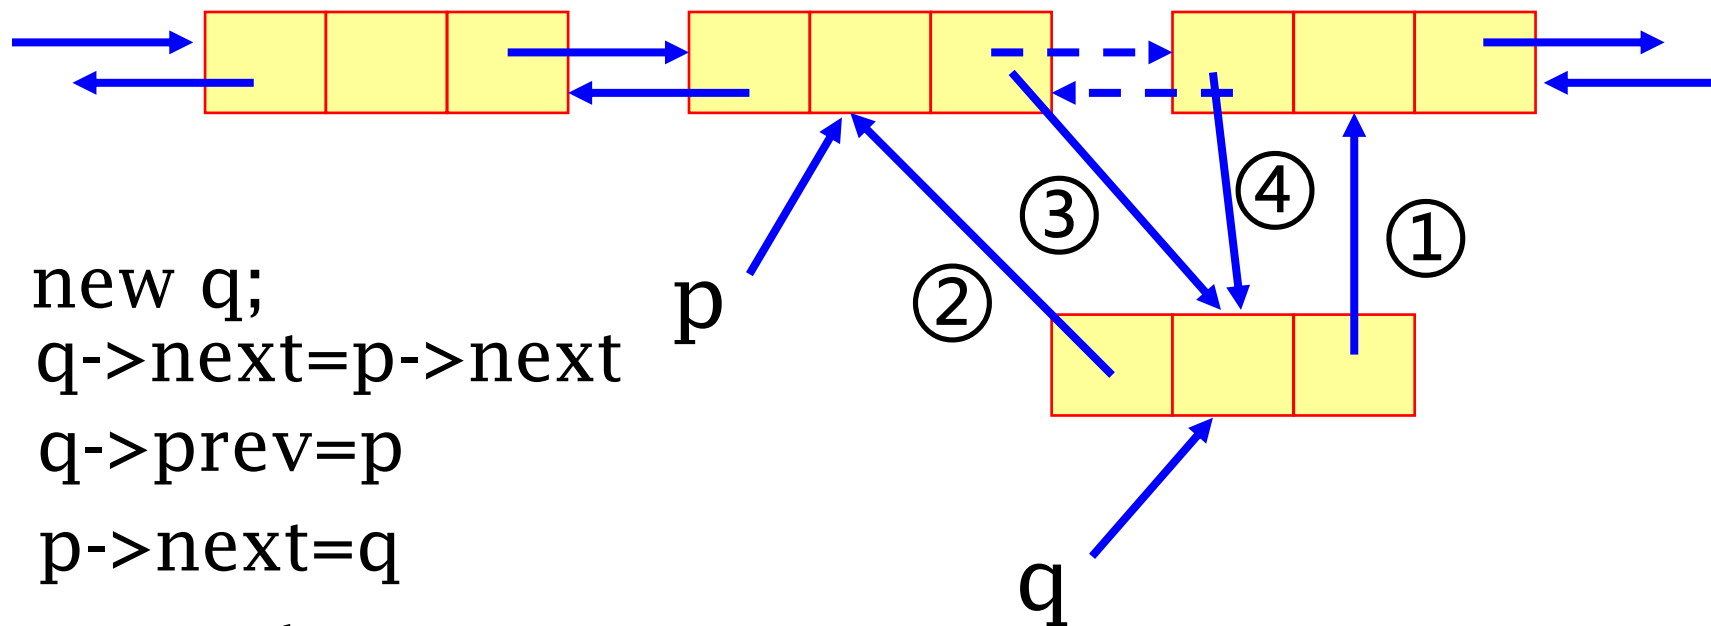 new q;
q->next=p->next
q->prev=p
p->next=q
p
q
②
③
④
①